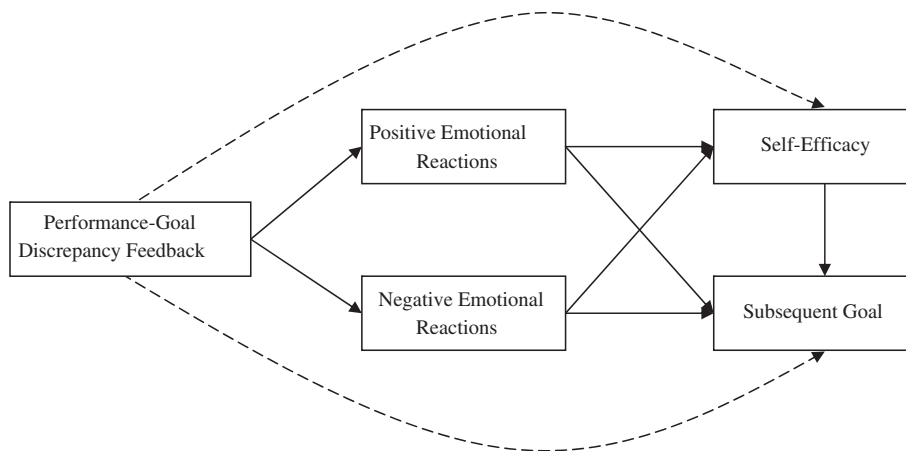 Positive Emotional
Reactions
Self-Efficacy
Performance-Goal
Discrepancy Feedback
Negative Emotional
Reactions
Subsequent Goal